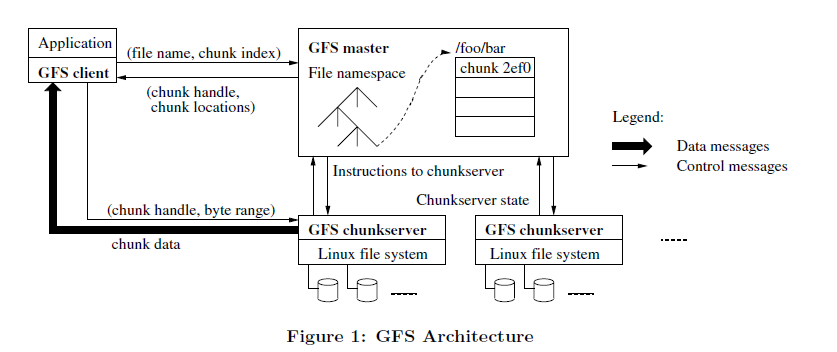 Application
GFS client
(file name, chunk index)
(chunk handle,
chunk locations)
GFS master
File namespace
/foo/bar
chunk 2ef0
Legend:
Data messages
Control messages
Instructions to chunkserver
Chunkserver state
(chunk handle, byte range)
chunk data
GFS chunkserver
Linux file system
GFS chunkserver
Linux file system
Figure 1: GFS Architecture